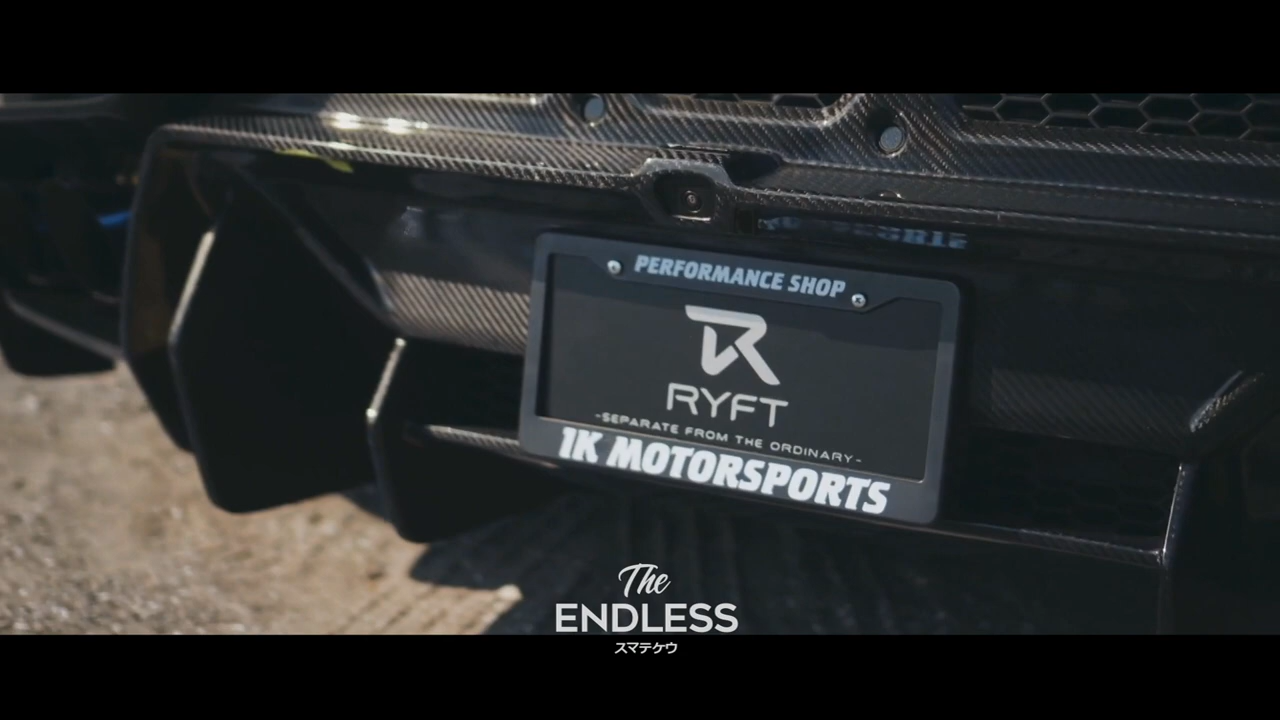 PERFORMANCE SHOP
RYFT
-SEPARATE FROM THE ORDINARY-
1K MOTORSPORTS
The
ENDLESS
スマテケウ